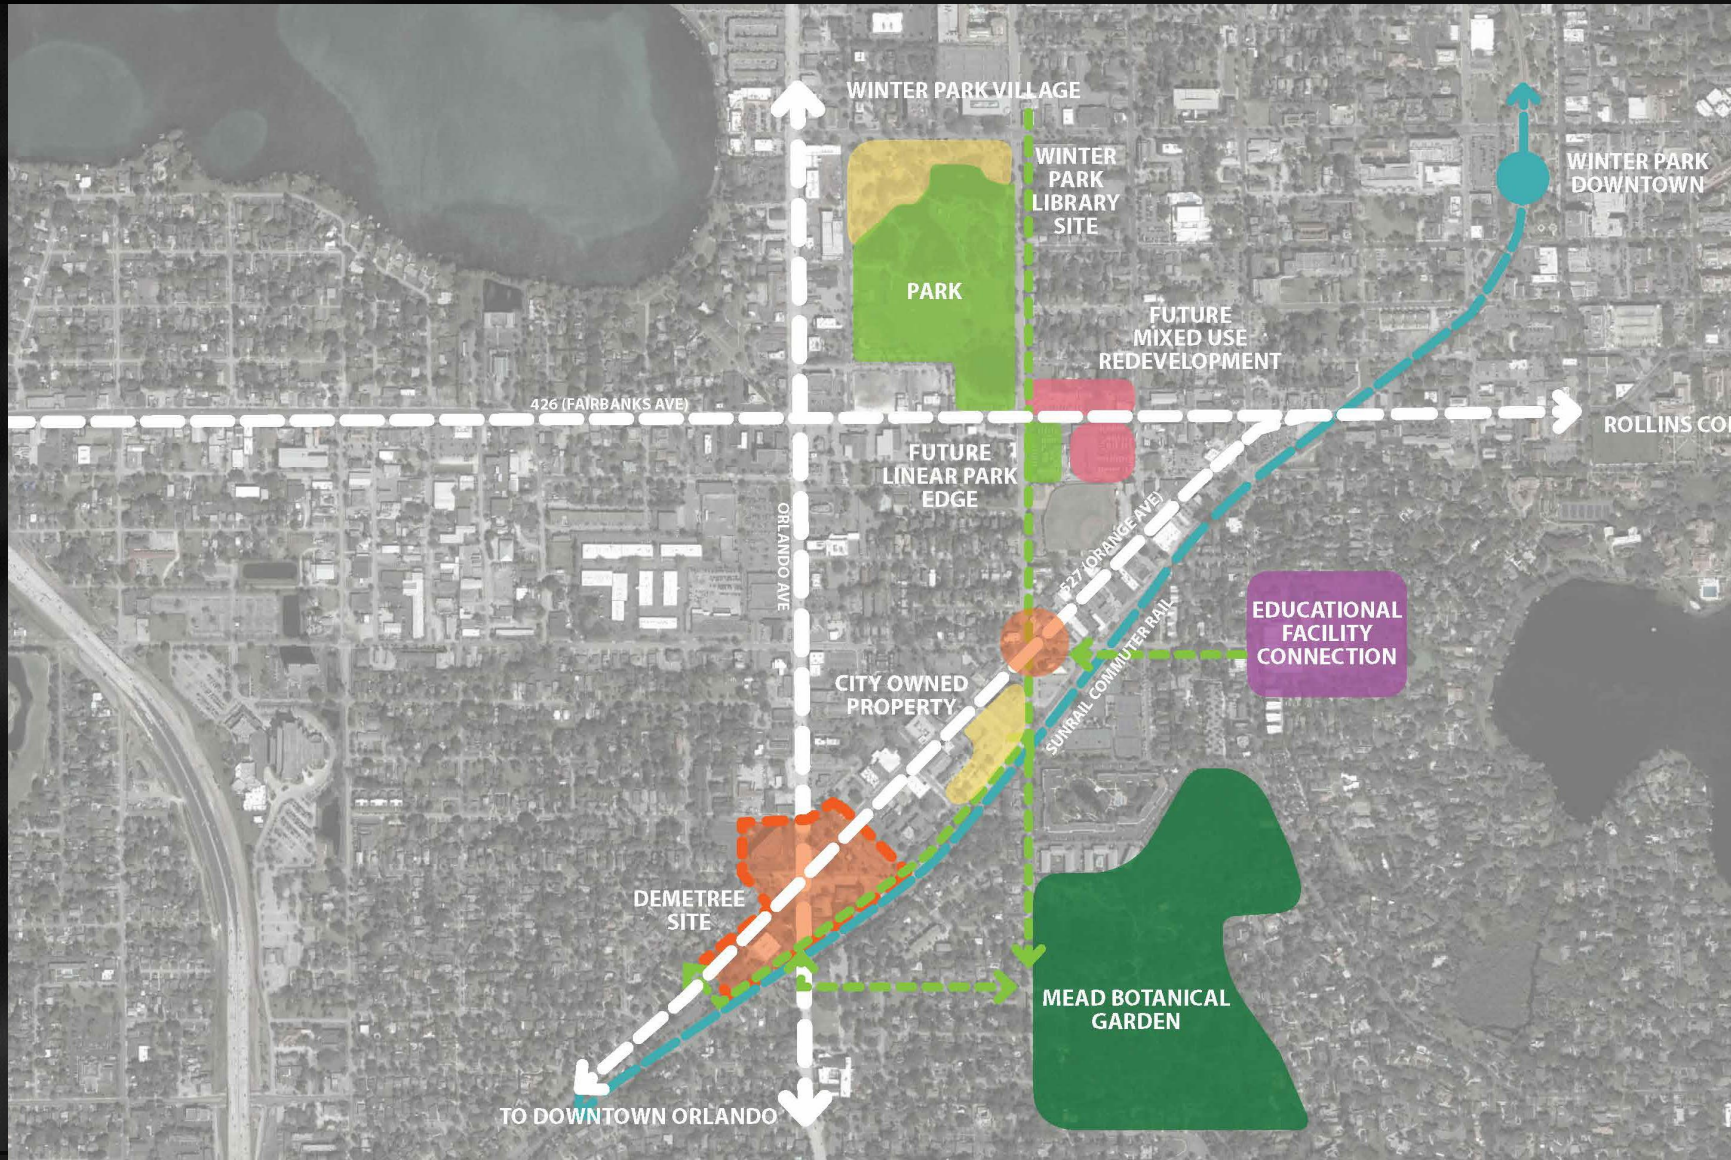 WINTER PARK VILLAGE
WINTER
PARK
LIBRARY
SITE
WINTER PARK
DOWNTOWN
PARK
FUTURE
MIXED USE
REDEVELOPMENT
426 (FAIRBANKS AVE)
ROLLINS CO
FUTURE
LINEAR PARK
EDGE
ORLANDO AVE
527 (ORANGE AVE)
EDUCATIONAL
FACILITY
CONNECTION
SUNRAIL COMMUTER RAIL
CITY OWNED
PROPERTY
DEMETREE
SITE
MEAD BOTANICAL
GARDEN
TO DOWNTOWN ORLANDO